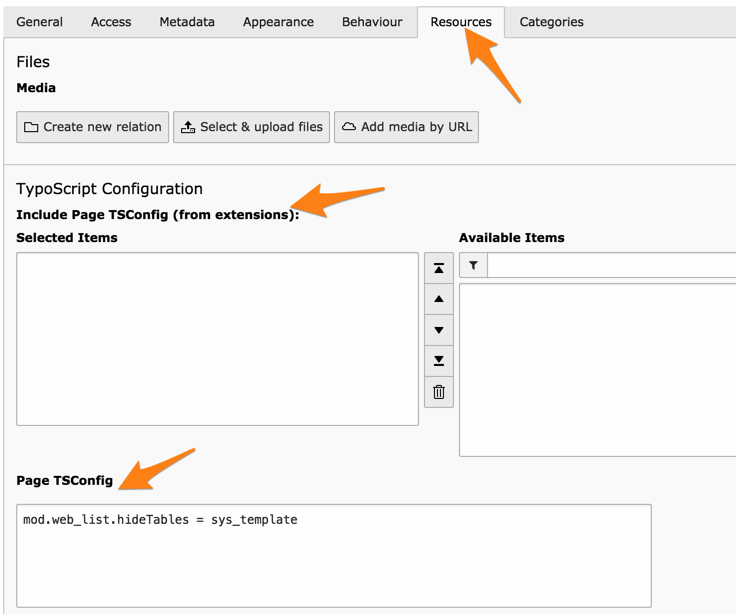 General Access Metadata Appearance Behaviour Resources Categories
Files
Media
Create new relation Select & upload files Add media by URL
TypoScript Configuration
Include Page TSConfig (from extensions):
Selected Items Available Items
Page TSConfig
mod.web_list.hideTables = sys_template